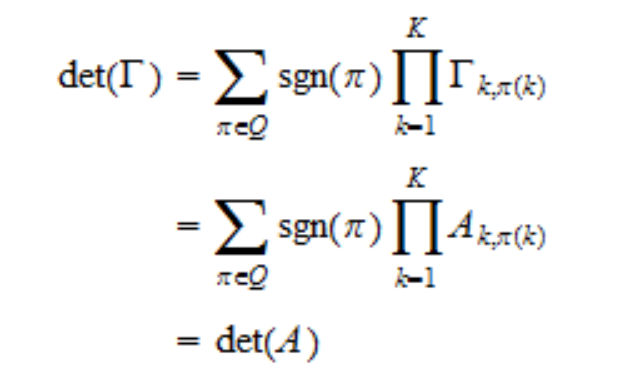 det(Γ) = ∑_{π∈Q} sgn(π) ∏_{k=1}^{K} Γ_{k,π(k)}
= ∑_{π∈Q} sgn(π) ∏_{k=1}^{K} A_{k,π(k)}
= det(A)